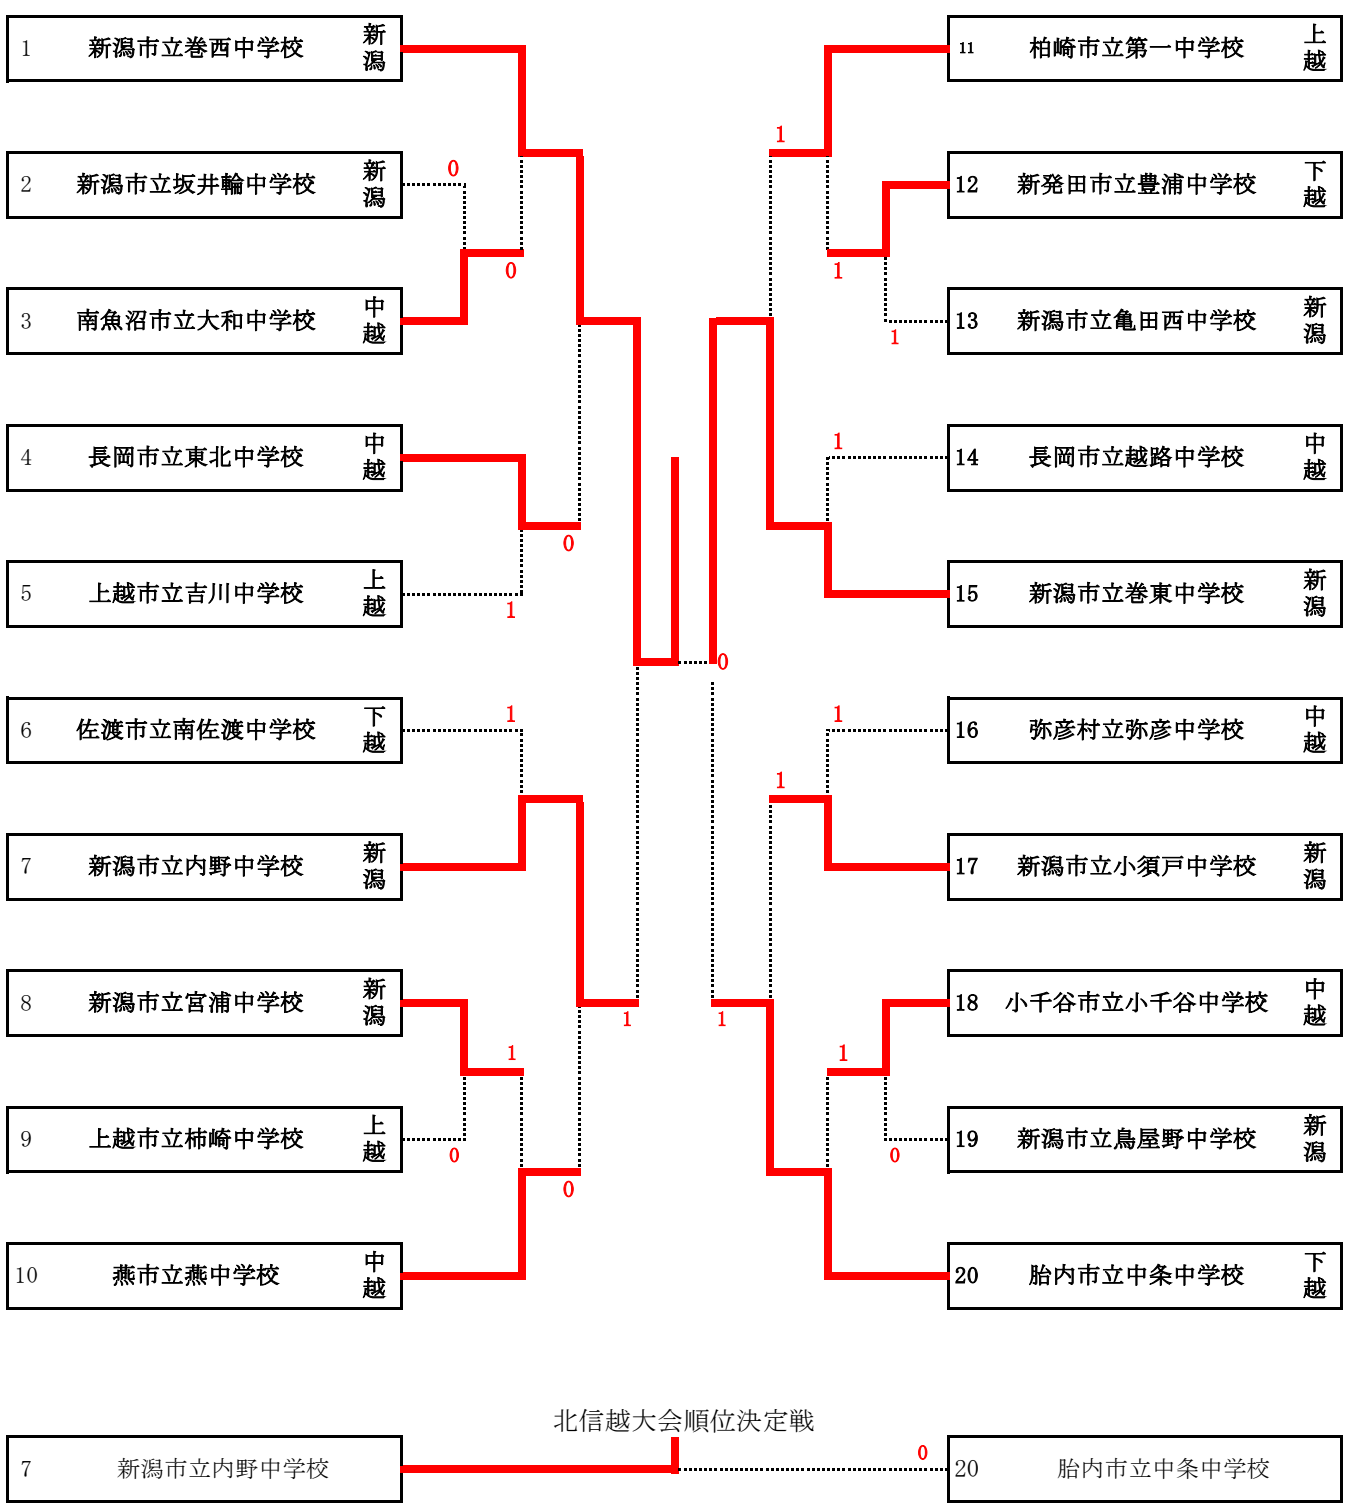 1 新潟市立巻西中学校 新潟
2 新潟市立坂井輪中学校 新潟
0
0
3 南魚沼市立大和中学校 中越
4 長岡市立東北中学校 中越
0
5 上越市立吉川中学校 上越
1
6 佐渡市立南佐渡中学校 下越
1
7 新潟市立内野中学校 新潟
8 新潟市立宮浦中学校 新潟
1
1
9 上越市立柿崎中学校 上越
0
0
10 燕市立燕中学校 中越
11 柏崎市立第一中学校 上越
1
12 新発田市立豊浦中学校 下越
1
13 新潟市立亀田西中学校 新潟
1
14 長岡市立越路中学校 中越
1
15 新潟市立巻東中学校 新潟
0
16 弥彦村立弥彦中学校 中越
1
1
17 新潟市立小須戸中学校 新潟
18 小千谷市立小千谷中学校 中越
1
1
19 新潟市立鳥屋野中学校 新潟
0
20 胎内市立中条中学校 下越
北信越大会順位決定戦
7 新潟市立内野中学校
0
20 胎内市立中条中学校